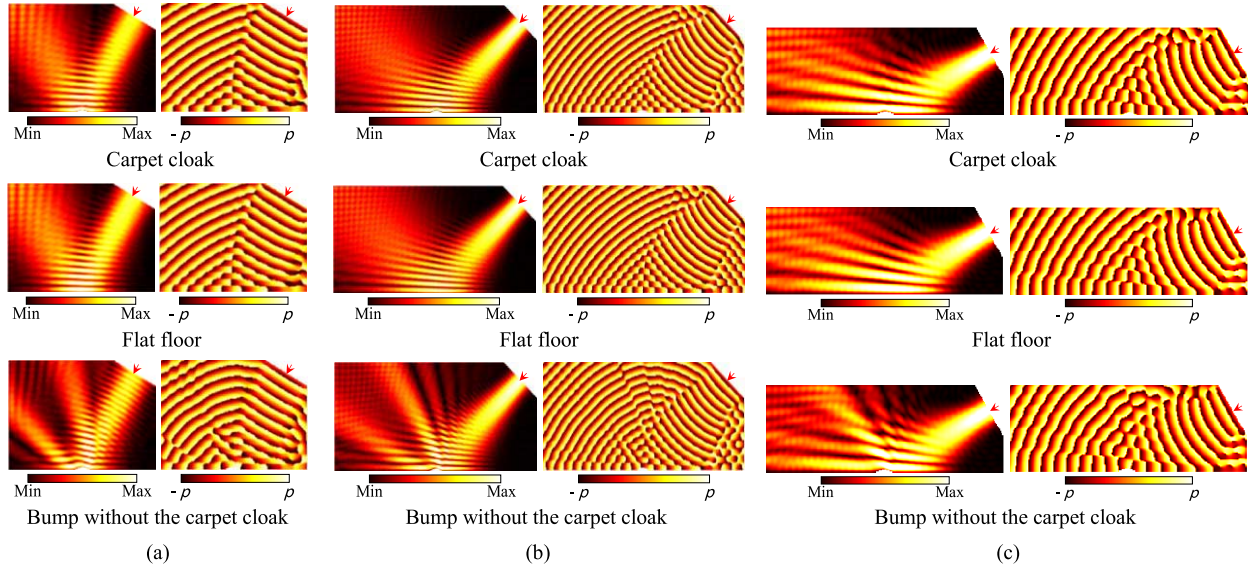 Min Max - p p Min Max - p p Min Max - p p
Carpet cloak Carpet cloak Carpet cloak
Min Max - p p Min Max - p p Min Max - p p
Flat floor Flat floor Flat floor
Min Max - p p Min Max - p p Min Max - p p
Bump without the carpet cloak Bump without the carpet cloak Bump without the carpet cloak
(a) (b) (c)